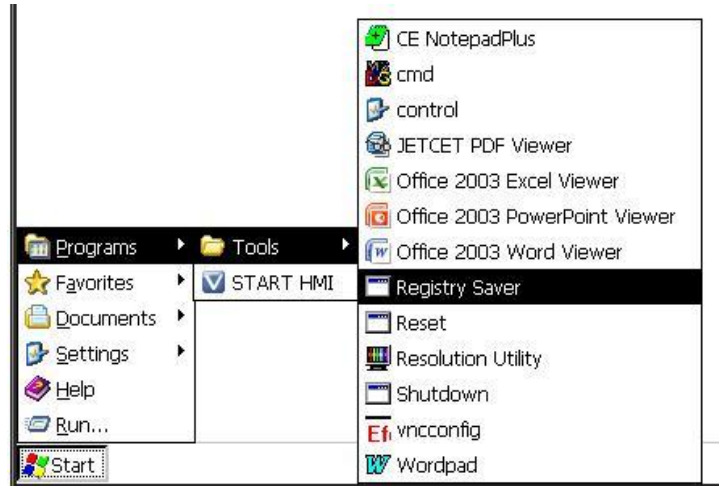 Programs
Favorites
Documents
Settings
Help
Run...
Start
Tools
START HMI
CE NotepadPlus
cmd
control
JETCET PDF Viewer
Office 2003 Excel Viewer
Office 2003 PowerPoint Viewer
Office 2003 Word Viewer
Registry Saver
Reset
Resolution Utility
Shutdown
vncconfig
Wordpad